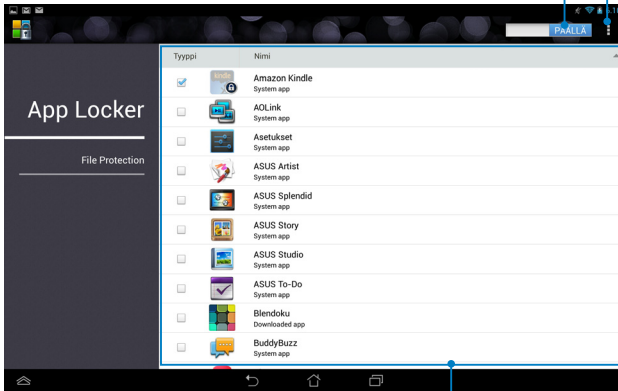 PÄÄLLÄ
Tyyppi Nimi
App Locker
File Protection
kindle
Amazon Kindle
System app
AOLink
System app
Asetukset
System app
ASUS Artist
System app
ASUS Splendid
System app
ASUS Story
System app
ASUS Studio
System app
ASUS To-Do
System app
Blendoku
Downloaded app
BuddyBuzz
System app